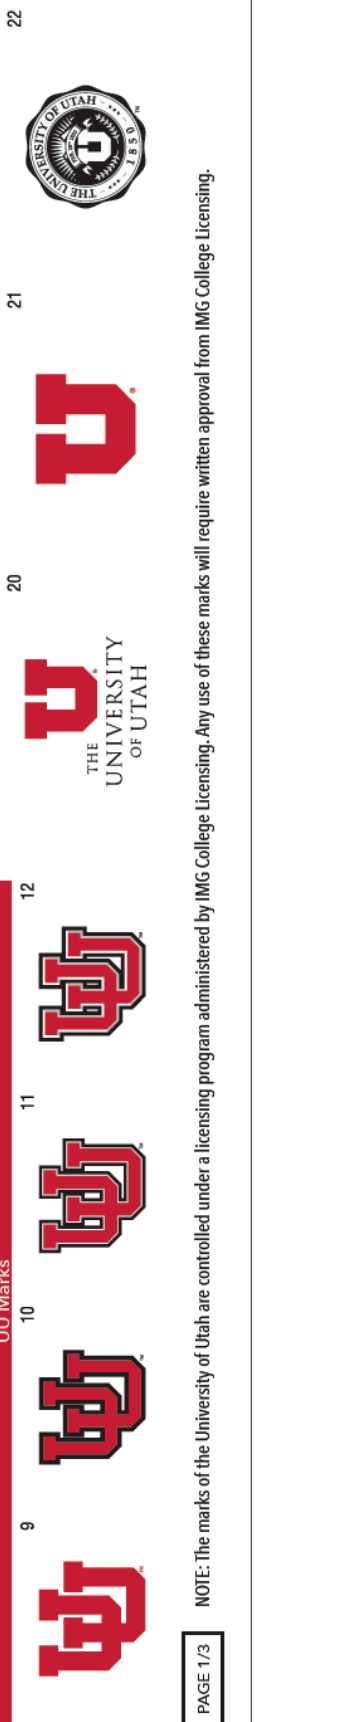 UU Marks
9
10
11
12
20
21
22
THE
UNIVERSITY
OF UTAH
THE UNIVERSITY OF UTAH
1850
PAGE 1/3
NOTE: The marks of the University of Utah are controlled under a licensing program administered by IMG College Licensing. Any use of these marks will require written approval from IMG College Licensing.